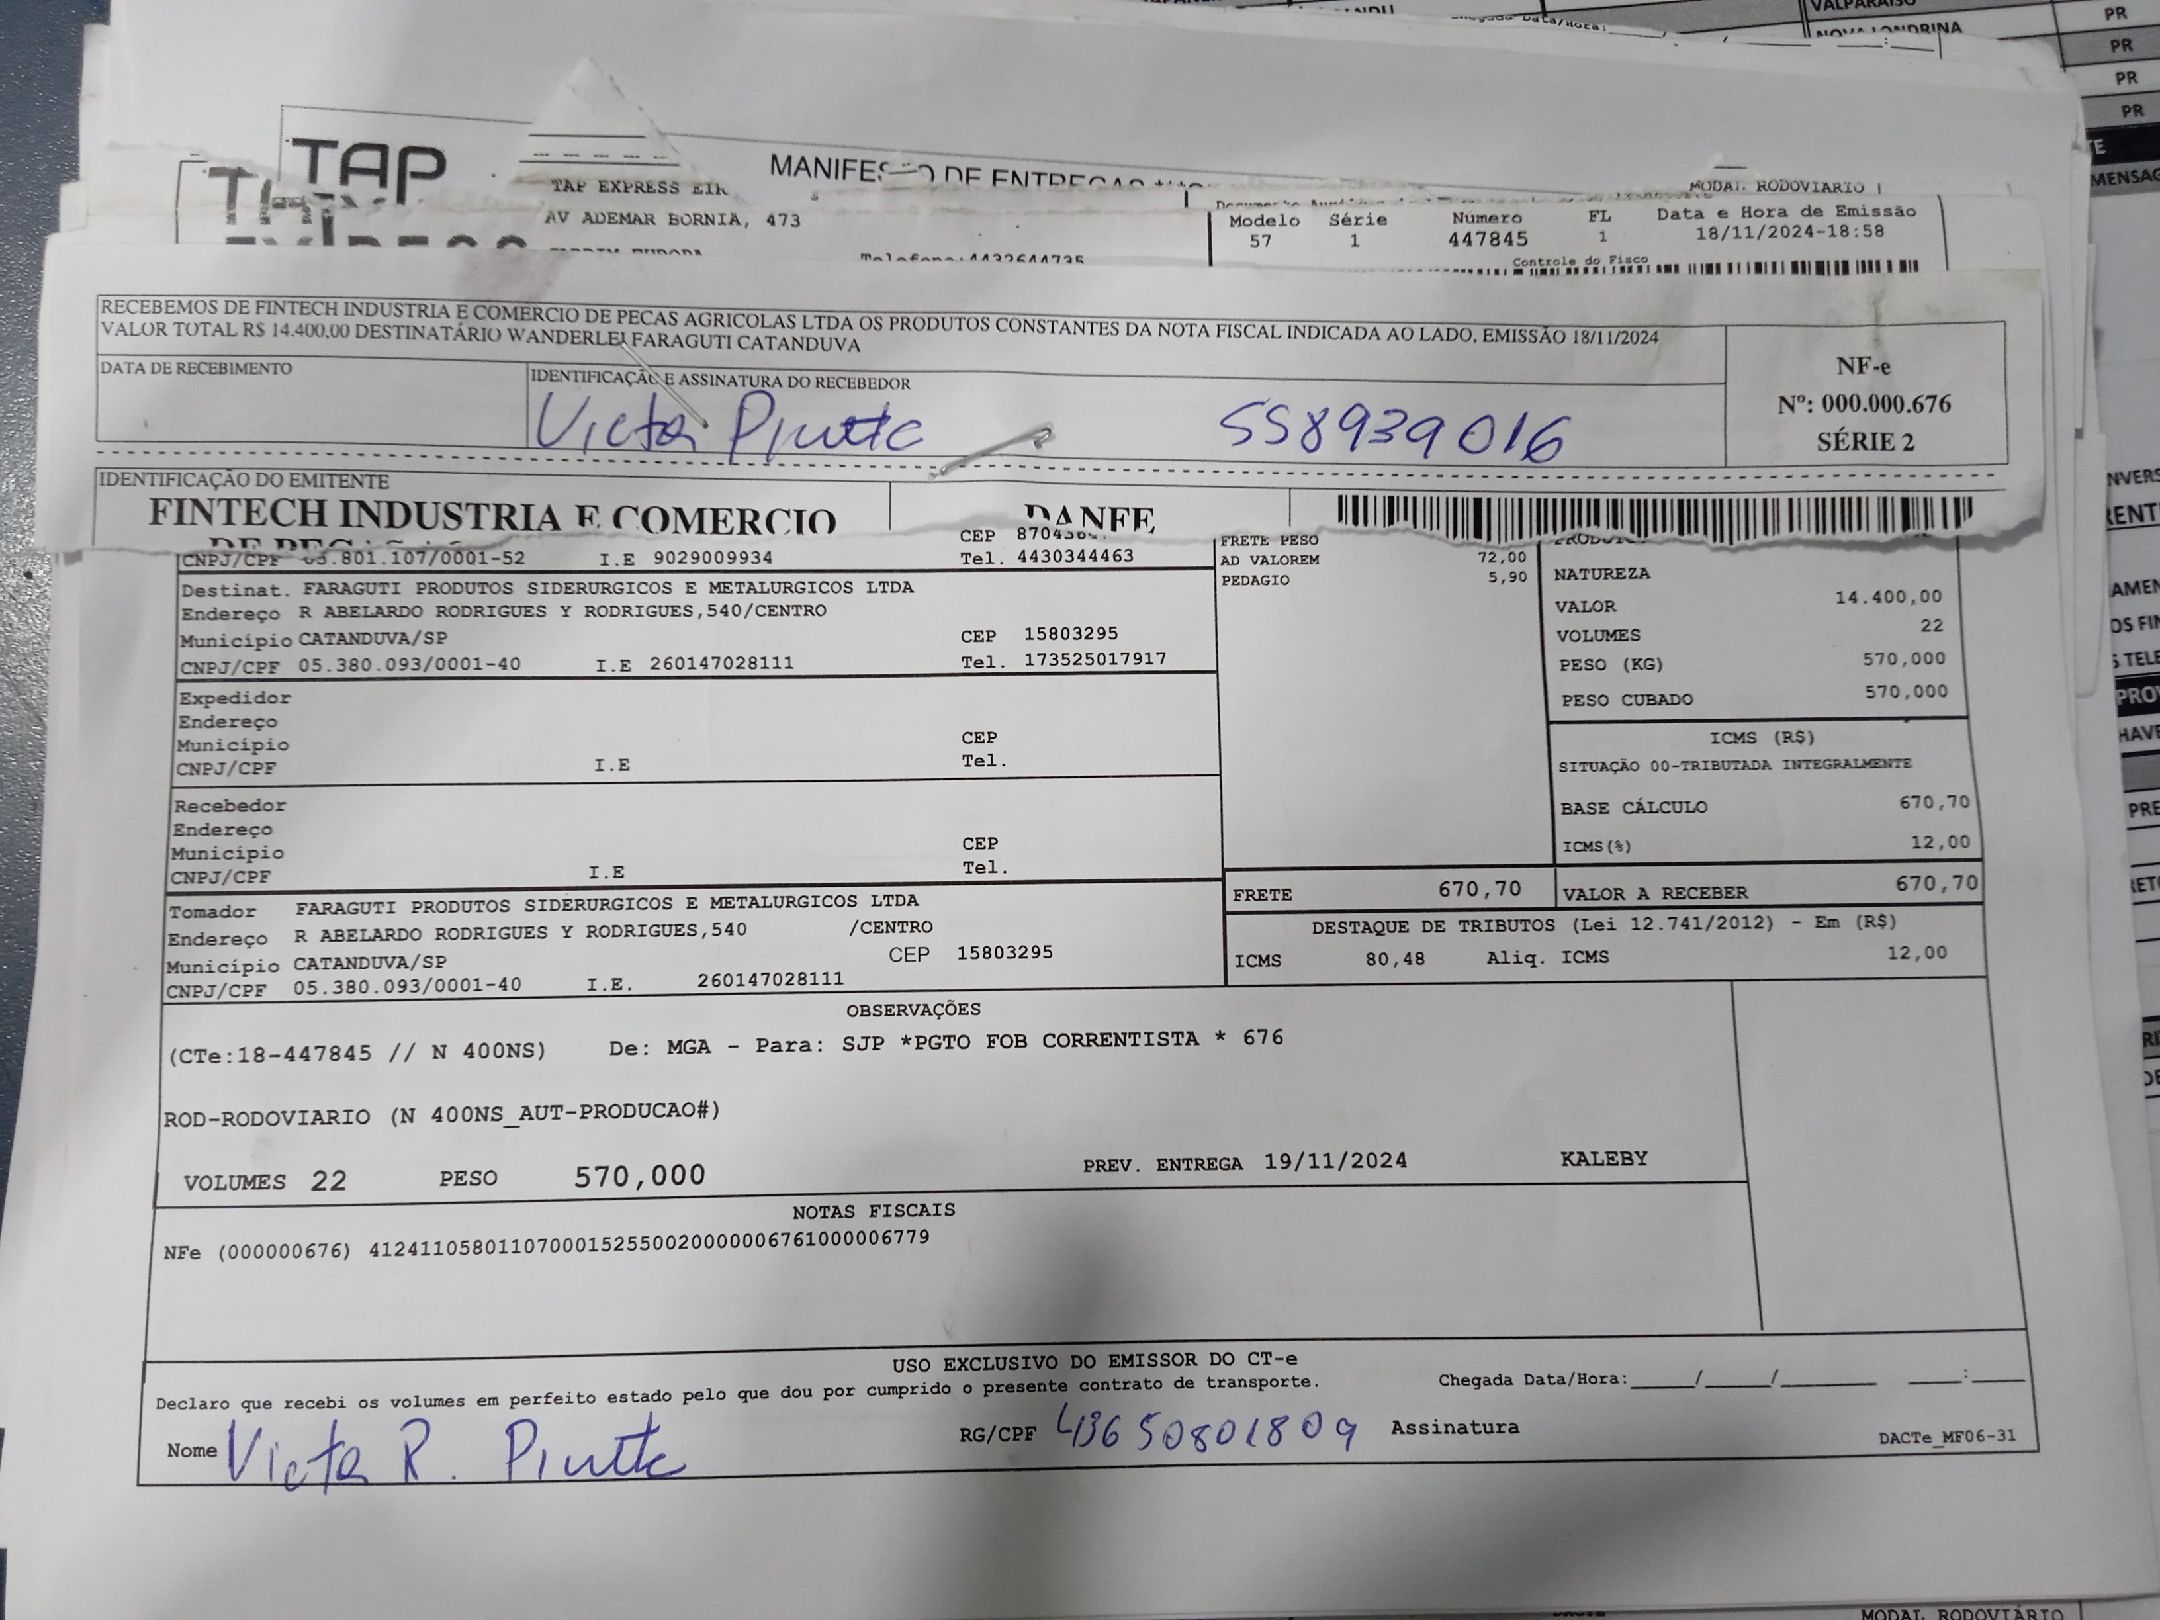 VALPARAISO PR
NOVA LONDRINA PR
PR
PR
TAP
MANIFES
TAP EXPRESS EIR
AV ADEMAR BORNIA, 473
MODAL RODOVIARIO
Modelo Série Número FL Data e Hora de Emissão
57 1 447845 1 18/11/2024-18:58
Controle do Fisco
RECEBEMOS DE FINTECH INDUSTRIA E COMERCIO DE PECAS AGRICOLAS LTDA OS PRODUTOS CONSTANTES DA NOTA FISCAL INDICADA AO LADO, EMISSÃO 18/11/2024
VALOR TOTAL R$ 14.400,00 DESTINATÁRIO WANDERLEI FARAGUTI CATANDUVA
DATA DE RECEBIMENTO
IDENTIFICAÇÃO E ASSINATURA DO RECEBEDOR
Victor 558939016
NF-e
Nº: 000.000.676
SÉRIE 2
IDENTIFICAÇÃO DO EMITENTE
FINTECH INDUSTRIA E COMERCIO
DANFE
CNPJ/CPF .801.107/0001-52 I.E 9029009934 Tel. 4430344463
FRETE PESO
AD VALOREM 72,00
PEDAGIO 5,90
Destinat. FARAGUTI PRODUTOS SIDERURGICOS E METALURGICOS LTDA
Endereço R ABELARDO RODRIGUES Y RODRIGUES,540/CENTRO
Município CATANDUVA/SP CEP 15803295
CNPJ/CPF 05.380.093/0001-40 I.E 260147028111 Tel. 173525017917
NATUREZA
VALOR 14.400,00
VOLUMES 22
PESO (KG) 570,000
PESO CUBADO 570,000
Expedidor
Endereço
Município CEP
CNPJ/CPF I.E Tel.
ICMS (R$)
SITUAÇÃO 00-TRIBUTADA INTEGRALMENTE
BASE CÁLCULO 670,70
ICMS(%) 12,00
Recebedor
Endereço
Município CEP
CNPJ/CPF I.E Tel.
FRETE 670,70 VALOR A RECEBER 670,70
Tomador FARAGUTI PRODUTOS SIDERURGICOS E METALURGICOS LTDA
Endereço R ABELARDO RODRIGUES Y RODRIGUES,540 /CENTRO
Município CATANDUVA/SP CEP 15803295
CNPJ/CPF 05.380.093/0001-40 I.E. 260147028111
DESTAQUE DE TRIBUTOS (Lei 12.741/2012) - Em (R$)
ICMS 80,48 Aliq. ICMS 12,00
OBSERVAÇÕES
(CTe:18-447845 // N 400NS) De: MGA - Para: SJP *PGTO FOB CORRENTISTA * 676
ROD-RODOVIARIO (N 400NS_AUT-PRODUCAO#)
VOLUMES 22 PESO 570,000 PREV. ENTREGA 19/11/2024 KALEBY
NOTAS FISCAIS
NFe (000000676) 41241105801107000152550020000006761000006779
USO EXCLUSIVO DO EMISSOR DO CT-e
Declaro que recebi os volumes em perfeito estado pelo que dou por cumprido o presente contrato de transporte.
Chegada Data/Hora:_____/_____/_______ ____:____
Nome Victor R. RG/CPF 43650801809 Assinatura
DACTe_MF06-31
MODAL RODOVIÁRIO